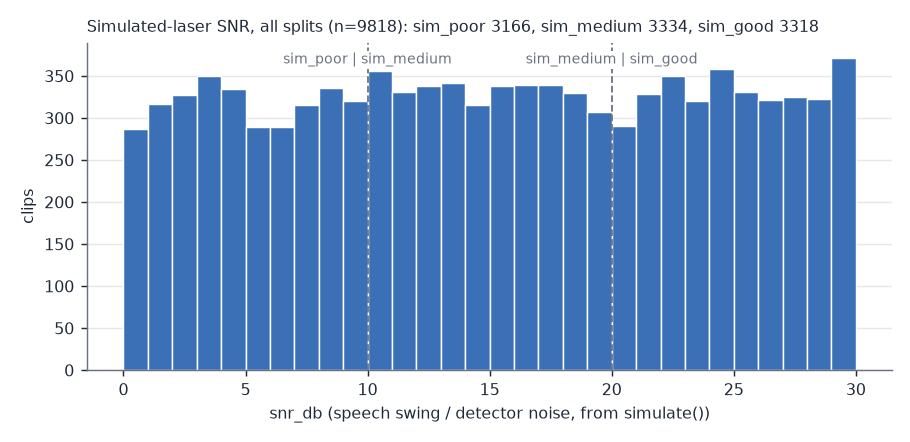 Simulated-laser SNR, all splits (n=9818): sim_poor 3166, sim_medium 3334, sim_good 3318
sim_poor | sim_medium
sim_medium | sim_good
350
300
250
200
150
100
50
0
clips
0 5 10 15 20 25 30
snr_db (speech swing / detector noise, from simulate())